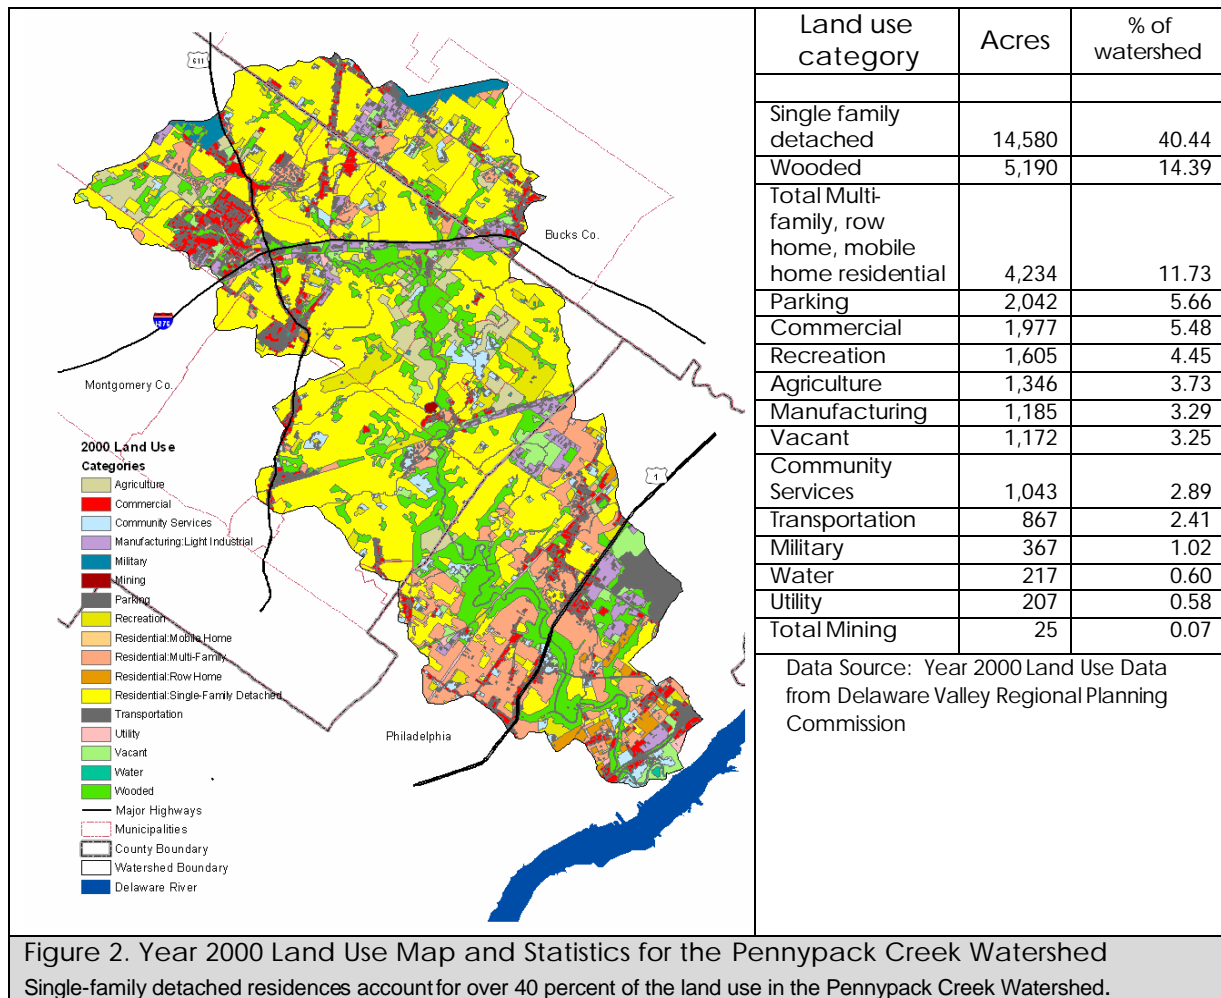 611
Bucks Co.
I276
Montgomery Co.
1
Philadelphia
2000 Land Use
Categories
Agriculture
Commercial
Community Services
Manufacturing:Light Industrial
Military
Mining
Parking
Recreation
Residential:Mobile Home
Residential:Multi-Family
Residential:Row Home
Residential:Single-Family Detached
Transportation
Utility
Vacant
Water
Wooded
Major Highways
Municipalities
County Boundary
Watershed Boundary
Delaware River
Land use
category
Acres
% of
watershed
Single family
detached 14,580 40.44
Wooded 5,190 14.39
Total Multi-
family, row
home, mobile
home residential 4,234 11.73
Parking 2,042 5.66
Commercial 1,977 5.48
Recreation 1,605 4.45
Agriculture 1,346 3.73
Manufacturing 1,185 3.29
Vacant 1,172 3.25
Community
Services 1,043 2.89
Transportation 867 2.41
Military 367 1.02
Water 217 0.60
Utility 207 0.58
Total Mining 25 0.07
Data Source: Year 2000 Land Use Data
from Delaware Valley Regional Planning
Commission
Figure 2. Year 2000 Land Use Map and Statistics for the Pennypack Creek Watershed
Single-family detached residences account for over 40 percent of the land use in the Pennypack Creek Watershed.